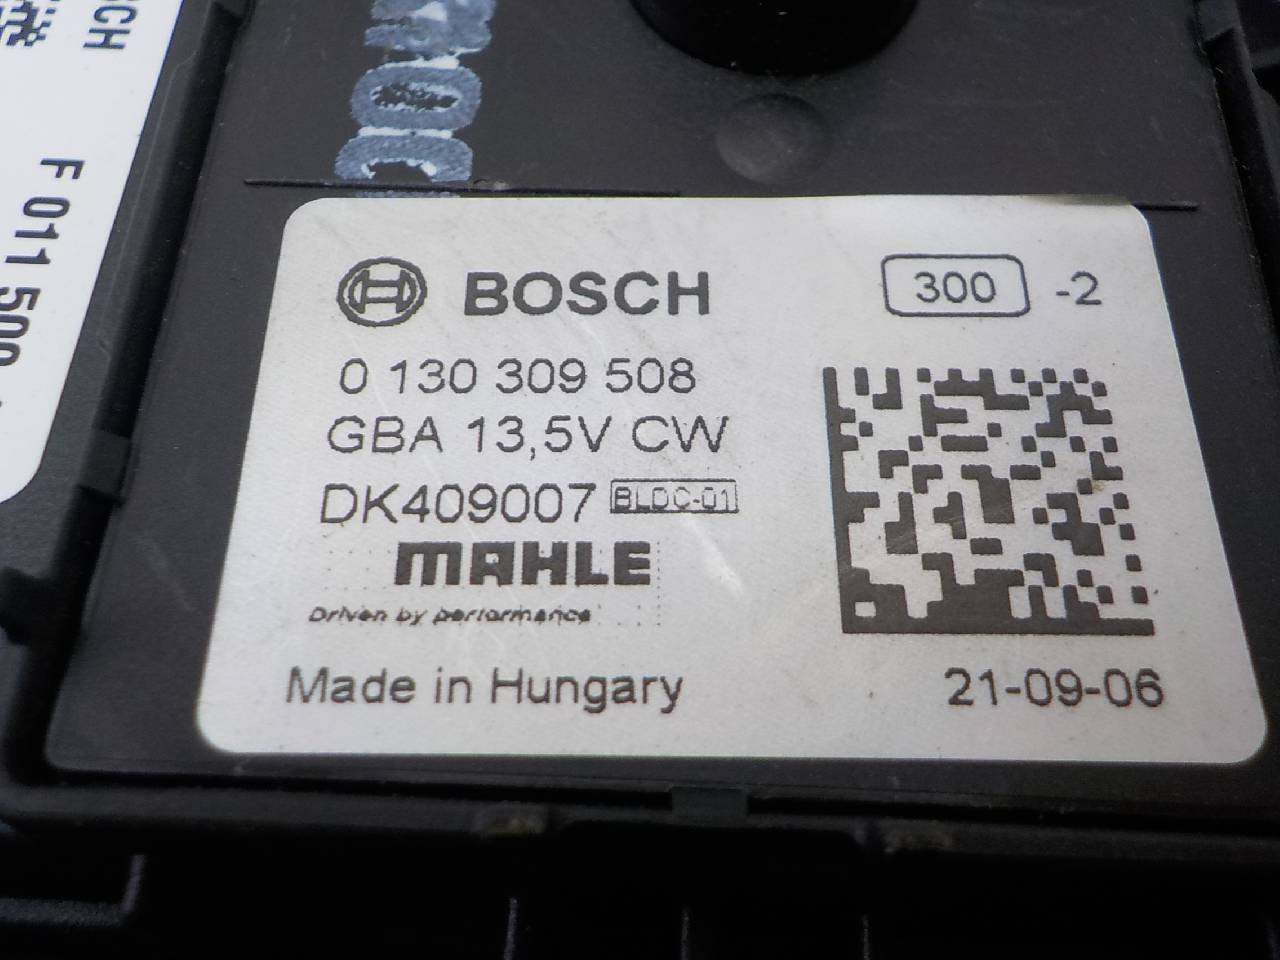 BOSCH
300 -2
0 130 309 508
GBA 13,5V CW
DK409007 BLDC-01
MAHLE
Driven by performance
Made in Hungary
21-09-06
F 011 500